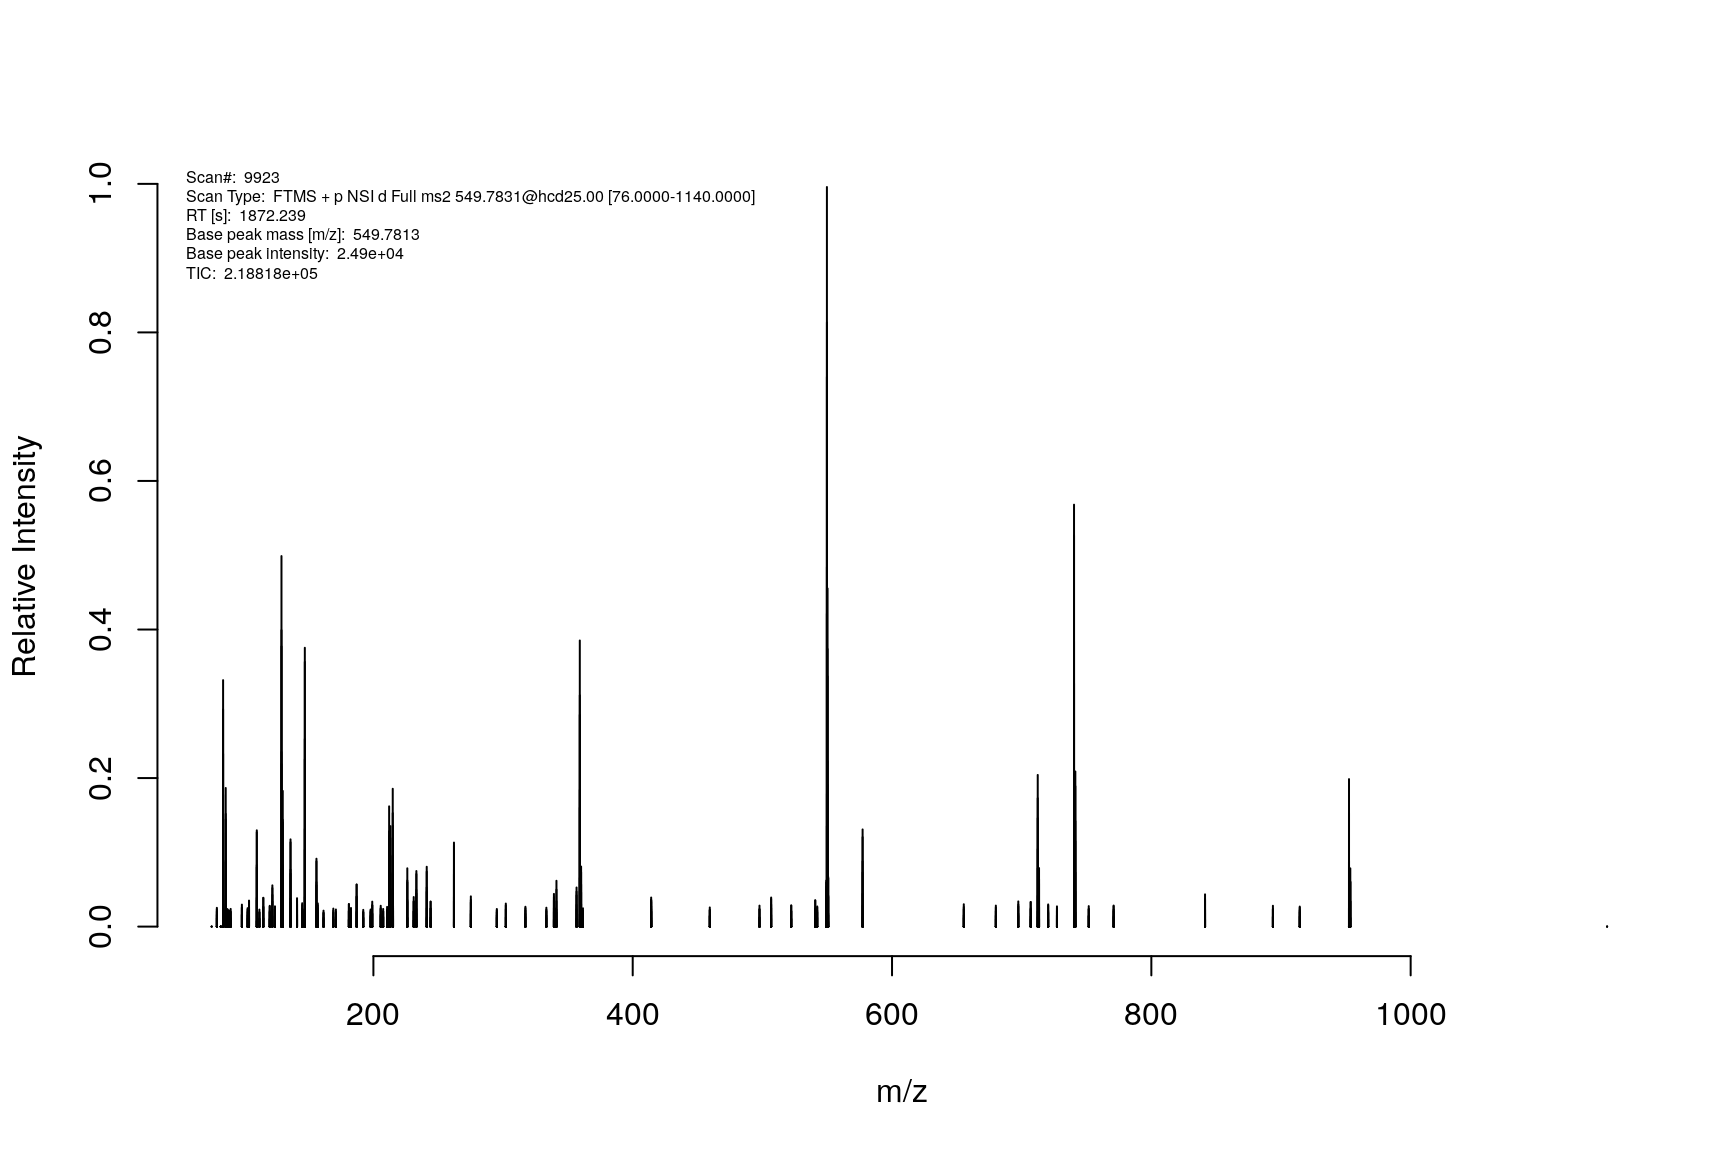 Scan#: 9923
Scan Type: FTMS + p NSI d Full ms2 549.7831@hcd25.00 [76.0000-1140.0000]
RT [s]: 1872.239
Base peak mass [m/z]: 549.7813
Base peak intensity: 2.49e+04
TIC: 2.18818e+05
1.0
0.8
0.6
0.4
0.2
0.0
Relative Intensity
200 400 600 800 1000
m/z